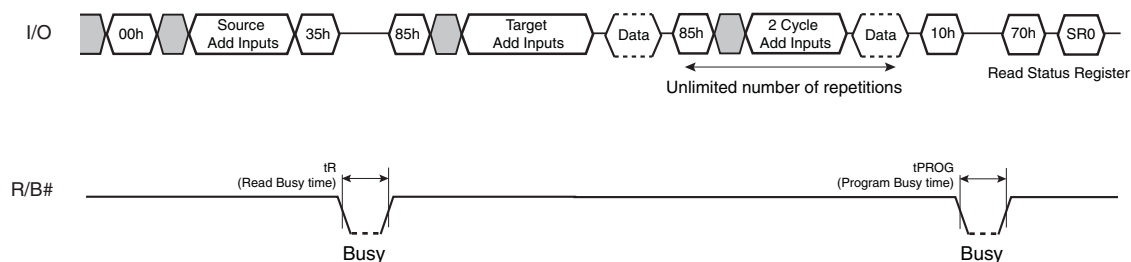 I/O
00h
Source
Add Inputs
35h
85h
Target
Add Inputs
Data
85h
2 Cycle
Add Inputs
Data
10h
70h
SR0
Unlimited number of repetitions
Read Status Register
R/B#
tR
(Read Busy time)
Busy
tPROG
(Program Busy time)
Busy